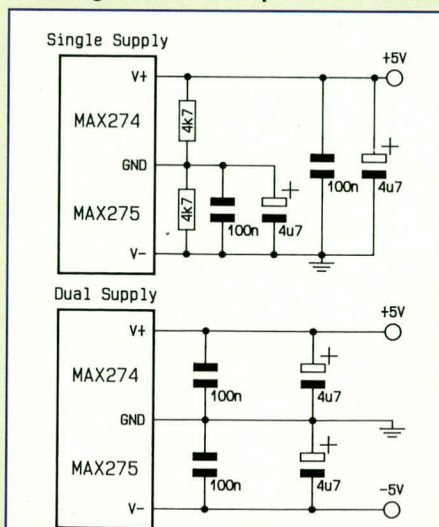 Single Supply
+5V
V+
MAX274
4k7
GND
4k7
MAX275
100n
4u7
100n
4u7
V-
Dual Supply
+5V
V+
MAX274
100n
4u7
GND
MAX275
100n
4u7
V-
-5V